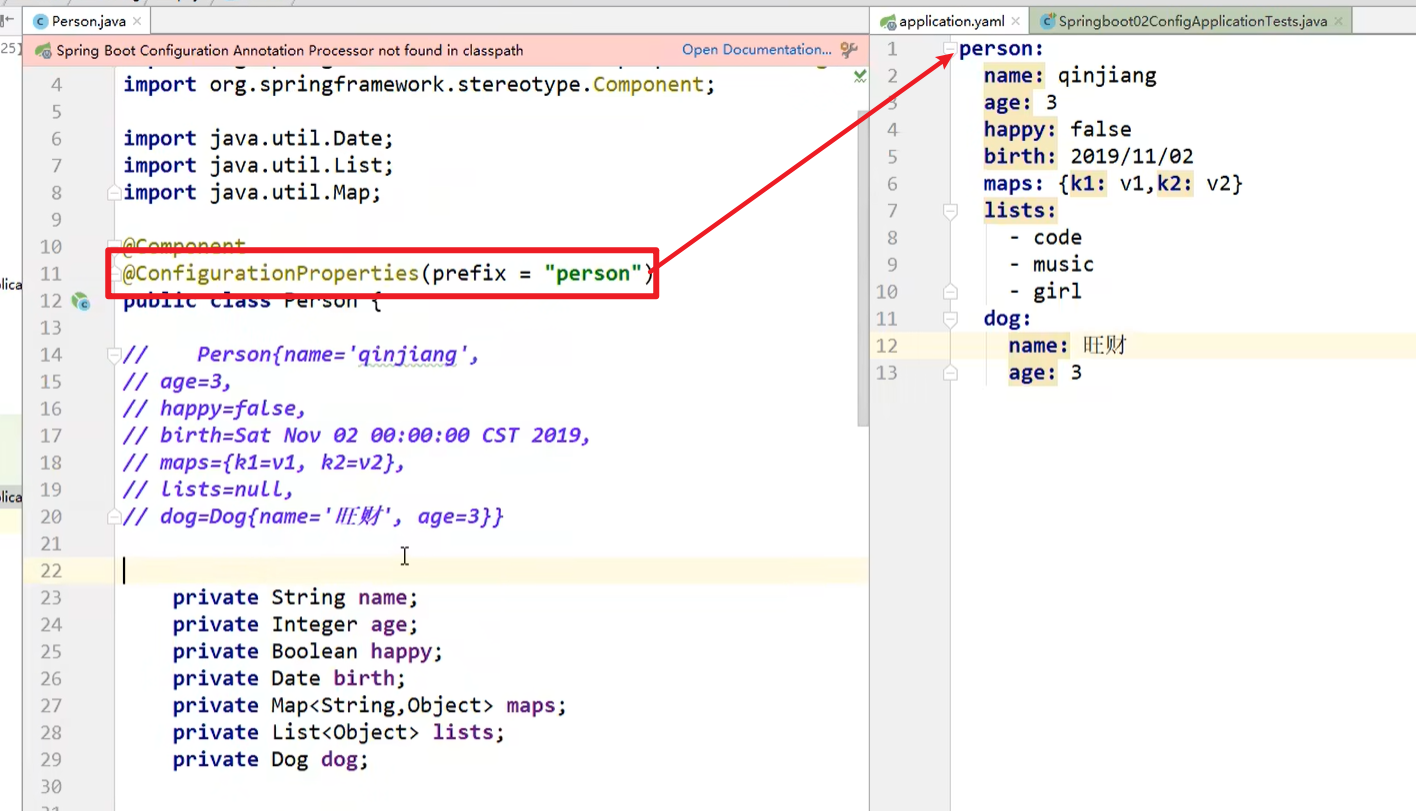 Person.java
application.yaml
Springboot02ConfigApplicationTests.java
25]
Spring Boot Configuration Annotation Processor not found in classpath
Open Documentation...
4 import org.springframework.stereotype.Component;
5
6 import java.util.Date;
7 import java.util.List;
8 import java.util.Map;
9
10 @Component
11 @ConfigurationProperties(prefix = "person")
12 public class Person {
13
14 //    Person{name='qinjiang',
15 // age=3,
16 // happy=false,
17 // birth=Sat Nov 02 00:00:00 CST 2019,
18 // maps={k1=v1, k2=v2},
19 // lists=null,
20 // dog=Dog{name='旺财', age=3}}
21
22
23     private String name;
24     private Integer age;
25     private Boolean happy;
26     private Date birth;
27     private Map<String,Object> maps;
28     private List<Object> lists;
29     private Dog dog;
30
plica
plica
1 person:
2   name: qinjiang
3   age: 3
4   happy: false
5   birth: 2019/11/02
6   maps: {k1: v1,k2: v2}
7   lists:
8     - code
9     - music
10     - girl
11   dog:
12     name: 旺财
13     age: 3